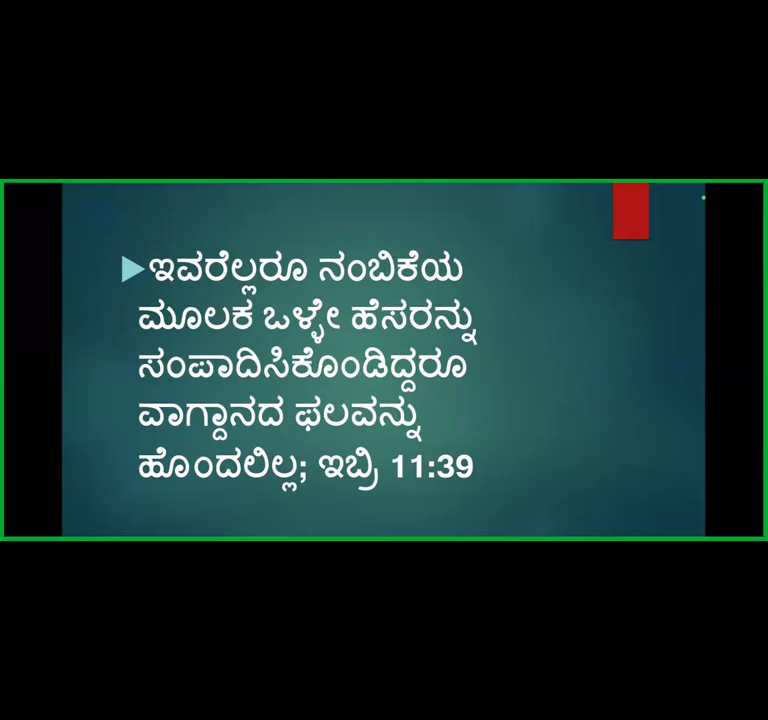 ಇವರೆಲ್ಲರೂ ನಂಬಿಕೆಯ
ಮೂಲಕ ಒಳ್ಳೇ ಹೆಸರನ್ನು
ಸಂಪಾದಿಸಿಕೊಂಡಿದ್ದರೂ
ವಾಗ್ದಾನದ ಫಲವನ್ನು
ಹೊಂದಲಿಲ್ಲ; ಇಬ್ರಿ 11:39